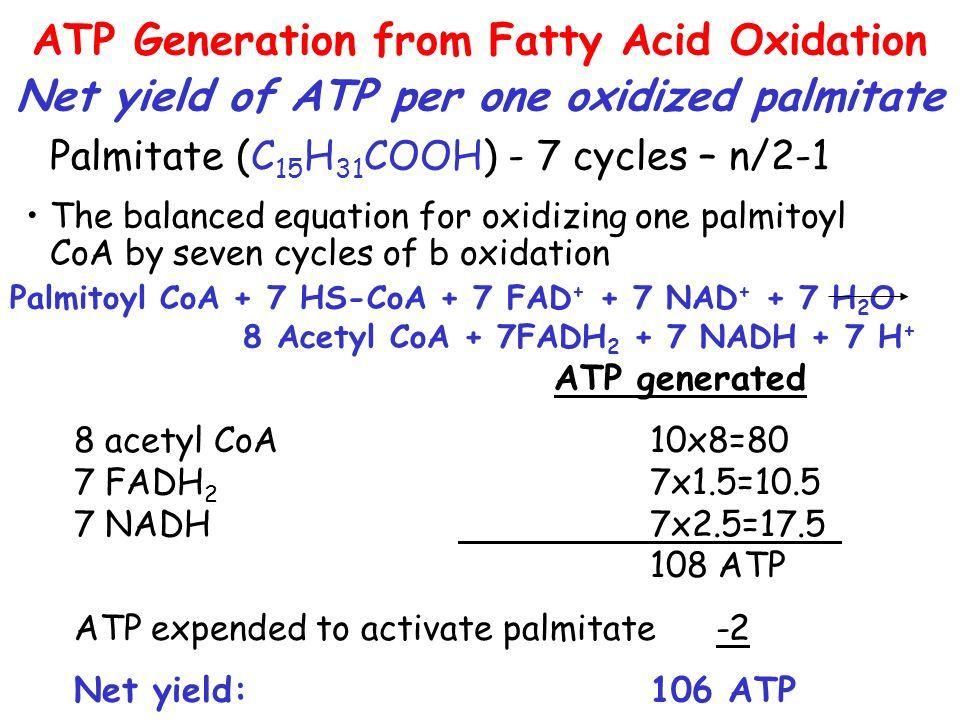 ATP Generation from Fatty Acid Oxidation
Net yield of ATP per one oxidized palmitate
Palmitate (C₁₅H₃₁COOH) - 7 cycles – n/2-1
• The balanced equation for oxidizing one palmitoyl
CoA by seven cycles of b oxidation
Palmitoyl CoA + 7 HS-CoA + 7 FAD⁺ + 7 NAD⁺ + 7 H₂O
8 Acetyl CoA + 7FADH₂ + 7 NADH + 7 H⁺
ATP generated
8 acetyl CoA 10x8=80
7 FADH₂ 7x1.5=10.5
7 NADH 7x2.5=17.5
108 ATP
ATP expended to activate palmitate -2
Net yield: 106 ATP